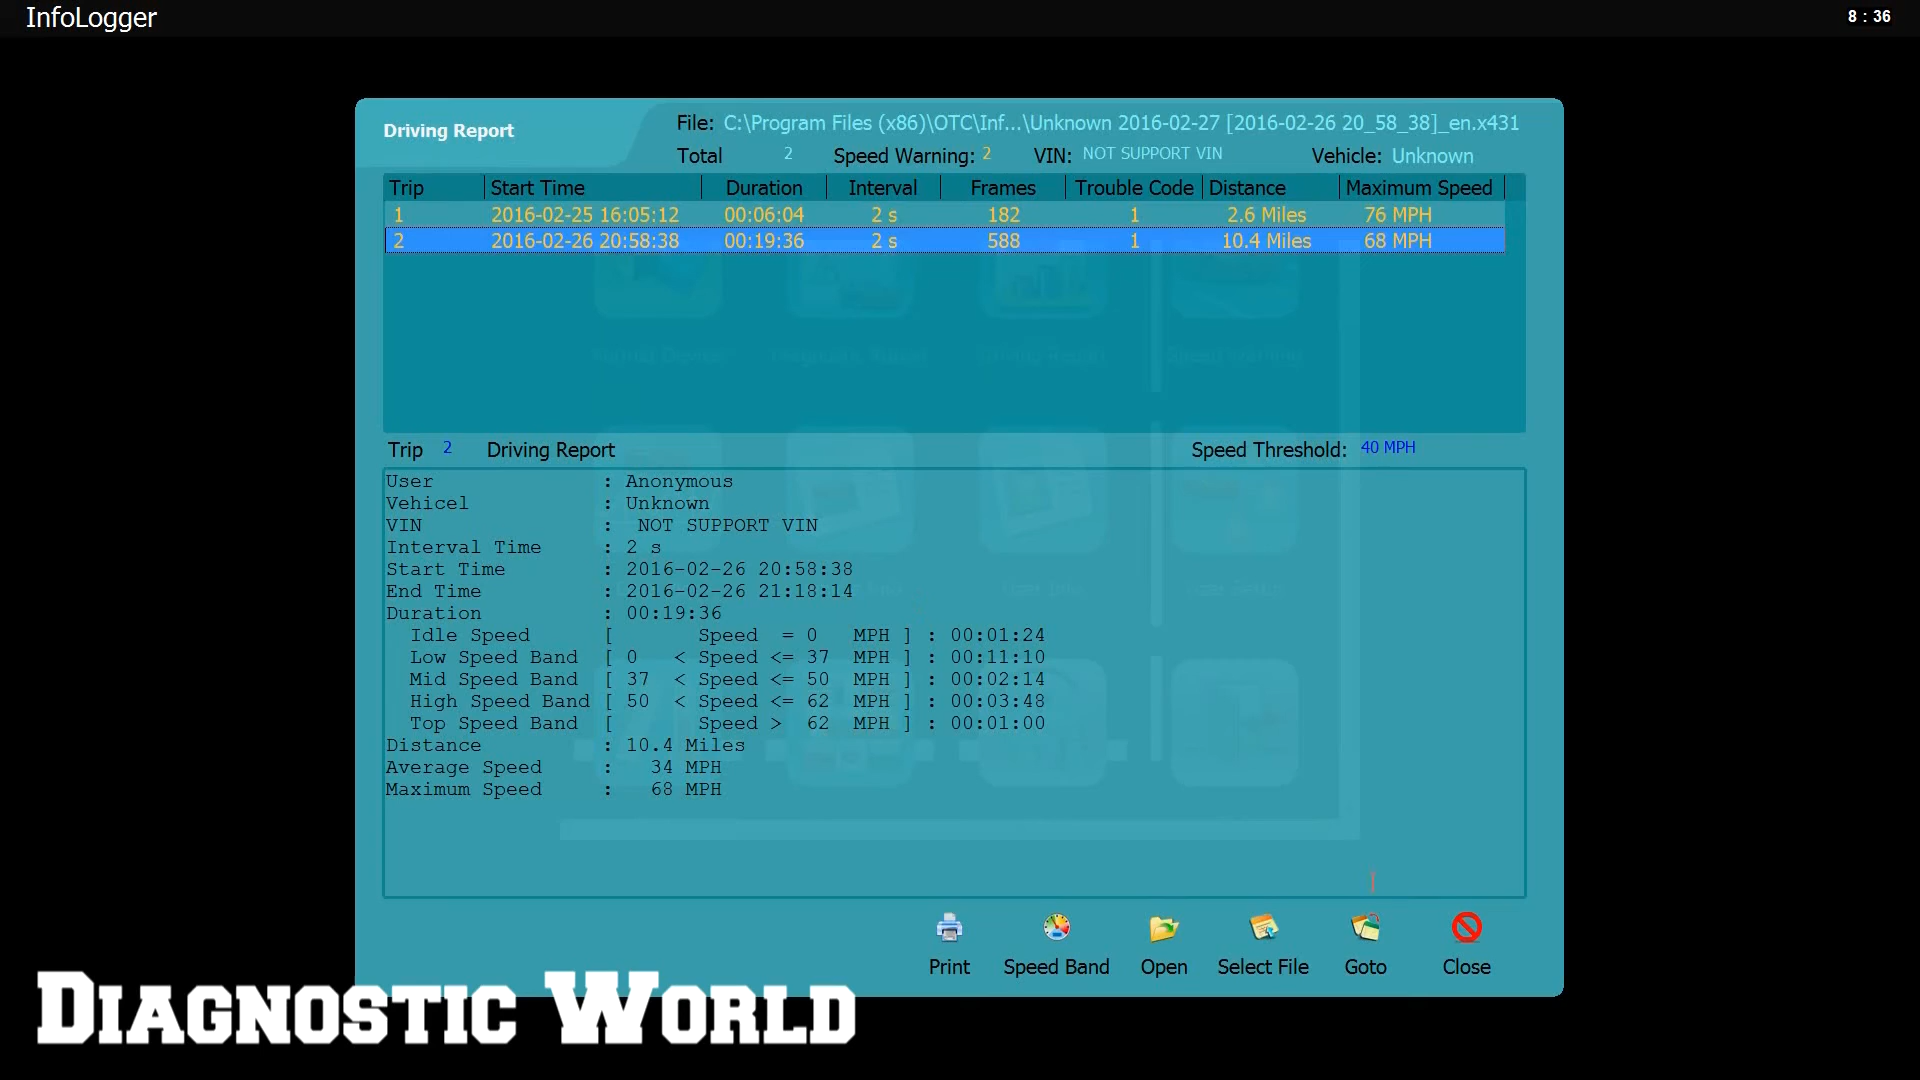 InfoLogger
8 : 36
Driving Report
File: C:\Program Files (x86)\OTC\Inf...\Unknown 2016-02-27 [2016-02-26 20_58_38]_en.x431
Total 2 Speed Warning: 2 VIN: NOT SUPPORT VIN Vehicle: Unknown
Trip Start Time Duration Interval Frames Trouble Code Distance Maximum Speed
1 2016-02-25 16:05:12 00:06:04 2 s 182 1 2.6 Miles 76 MPH
2 2016-02-26 20:58:38 00:19:36 2 s 588 1 10.4 Miles 68 MPH
Trip 2 Driving Report Speed Threshold: 40 MPH
User : Anonymous
Vehicel : Unknown
VIN : NOT SUPPORT VIN
Interval Time : 2 s
Start Time : 2016-02-26 20:58:38
End Time : 2016-02-26 21:18:14
Duration : 00:19:36
Idle Speed [ Speed = 0 MPH ] : 00:01:24
Low Speed Band [ 0 < Speed <= 37 MPH ] : 00:11:10
Mid Speed Band [ 37 < Speed <= 50 MPH ] : 00:02:14
High Speed Band [ 50 < Speed <= 62 MPH ] : 00:03:48
Top Speed Band [ Speed > 62 MPH ] : 00:01:00
Distance : 10.4 Miles
Average Speed : 34 MPH
Maximum Speed : 68 MPH
Print Speed Band Open Select File Goto Close
DIAGNOSTIC WORLD